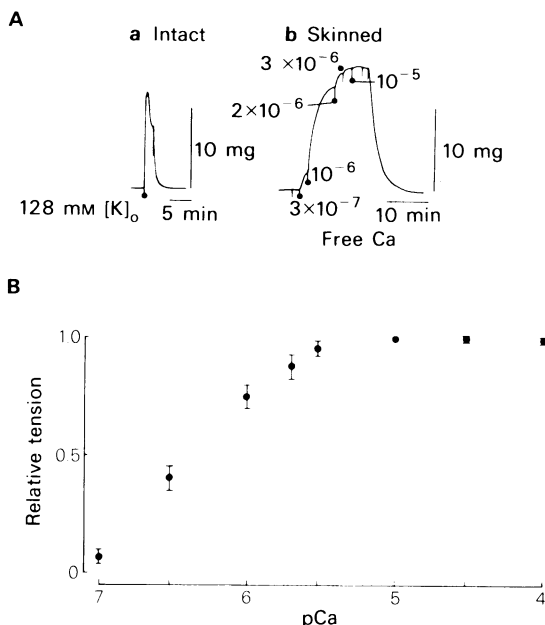 A
a Intact
b Skinned
3 ×10⁻⁶
10⁻⁵
2×10⁻⁶
10⁻⁶
3×10⁻⁷
10 mg
10 mg
128 mM [K]ₒ
5 min
10 min
Free Ca
B
1.0
0.5
0
Relative tension
7 6 5 4
pCa